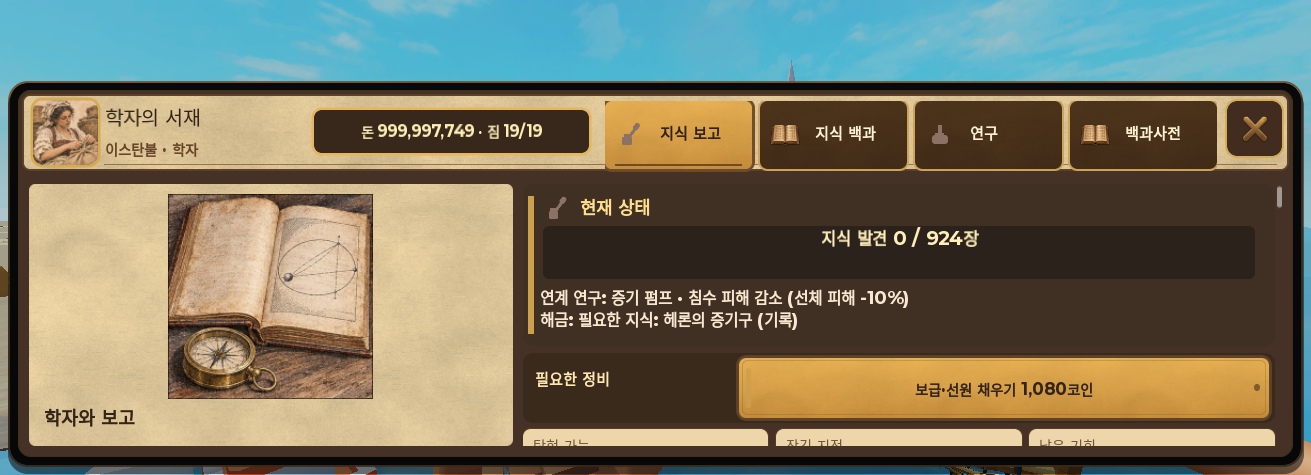 학자의 서재
이스탄불 • 학자
돈 999,997,749 · 짐 19/19
지식 보고
지식 백과
연구
백과사전
학자와 보고
현재 상태
지식 발견 0 / 924장
연계 연구: 증기 펌프 • 침수 피해 감소 (선체 피해 -10%)
해금: 필요한 지식: 헤론의 증기구 (기록)
필요한 정비
보급•선원 채우기 1,080코인